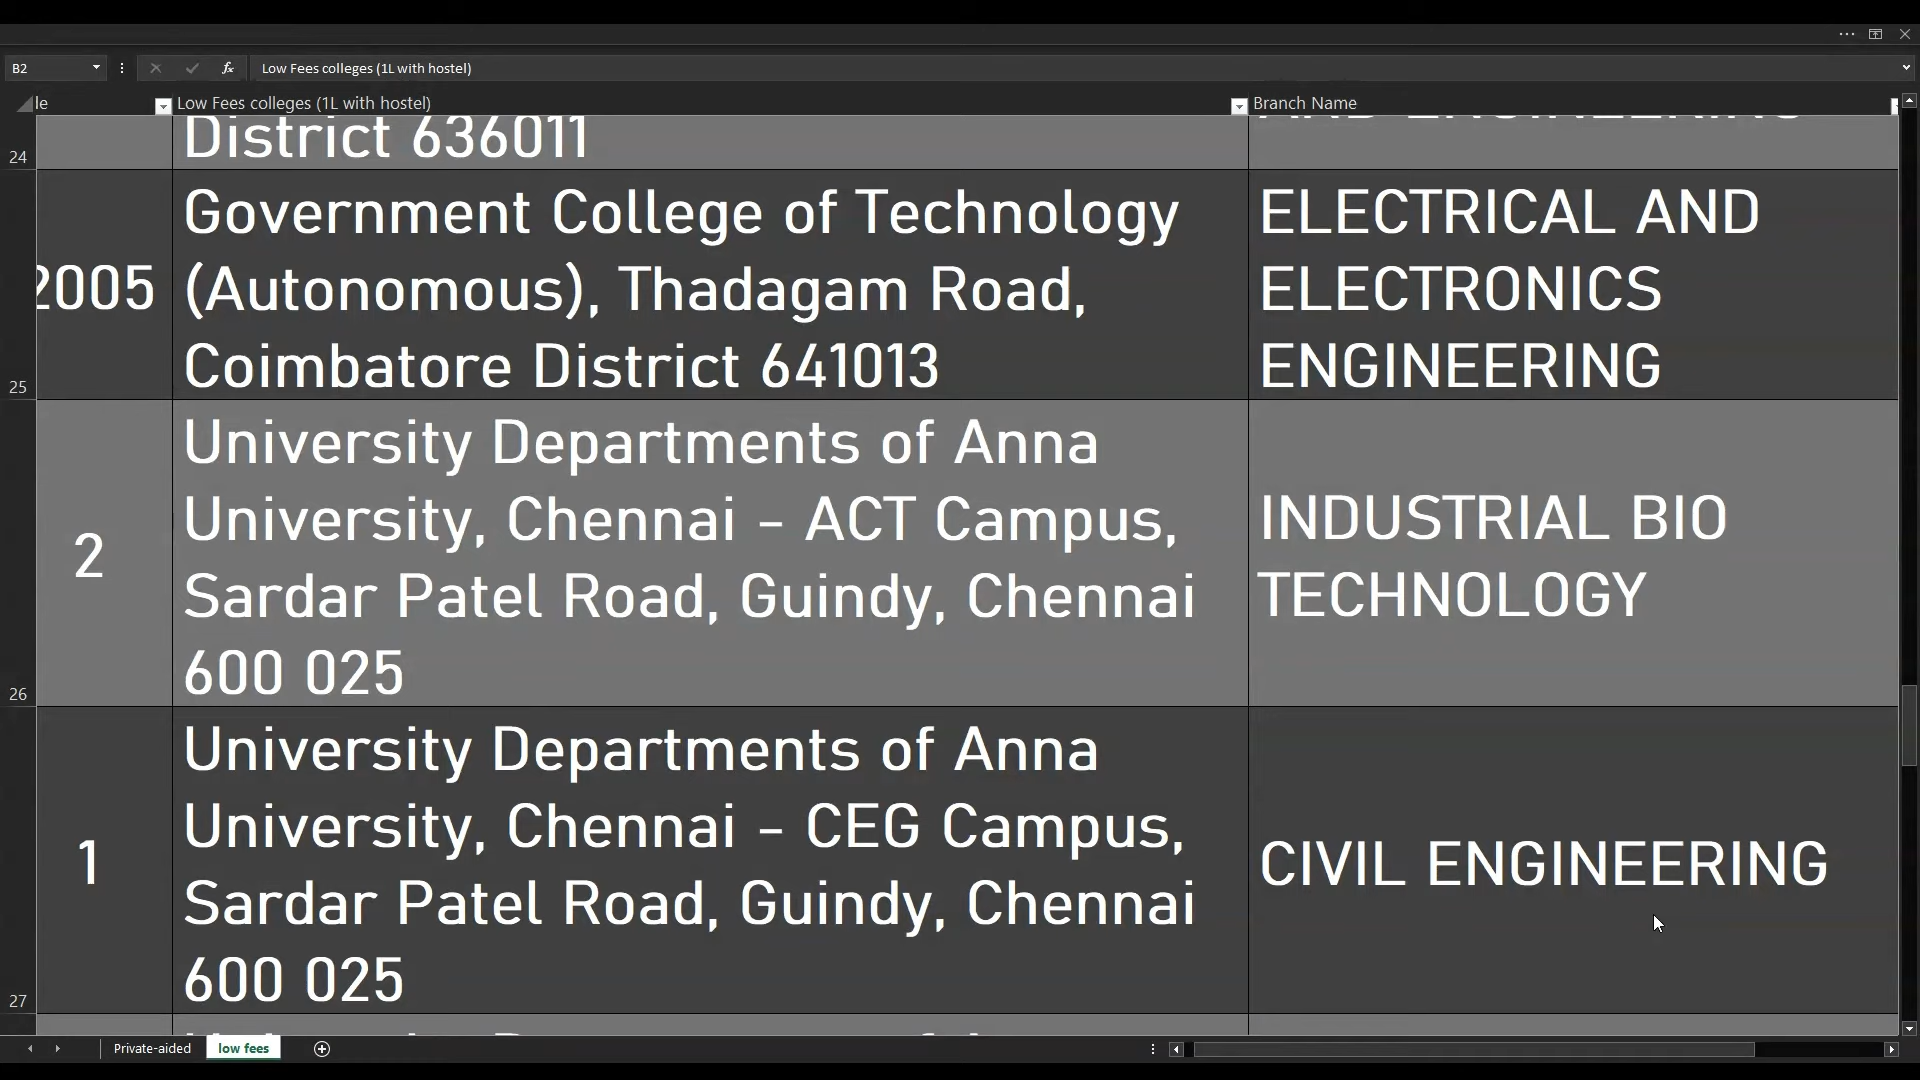 B2
fx
Low Fees colleges (1L with hostel)
le
Low Fees colleges (1L with hostel)
Branch Name
24
District 636011
AND ENGINEERING
25
2005
Government College of Technology
(Autonomous), Thadagam Road,
Coimbatore District 641013
ELECTRICAL AND
ELECTRONICS
ENGINEERING
26
2
University Departments of Anna
University, Chennai – ACT Campus,
Sardar Patel Road, Guindy, Chennai
600 025
INDUSTRIAL BIO
TECHNOLOGY
27
1
University Departments of Anna
University, Chennai – CEG Campus,
Sardar Patel Road, Guindy, Chennai
600 025
CIVIL ENGINEERING
Private-aided
low fees